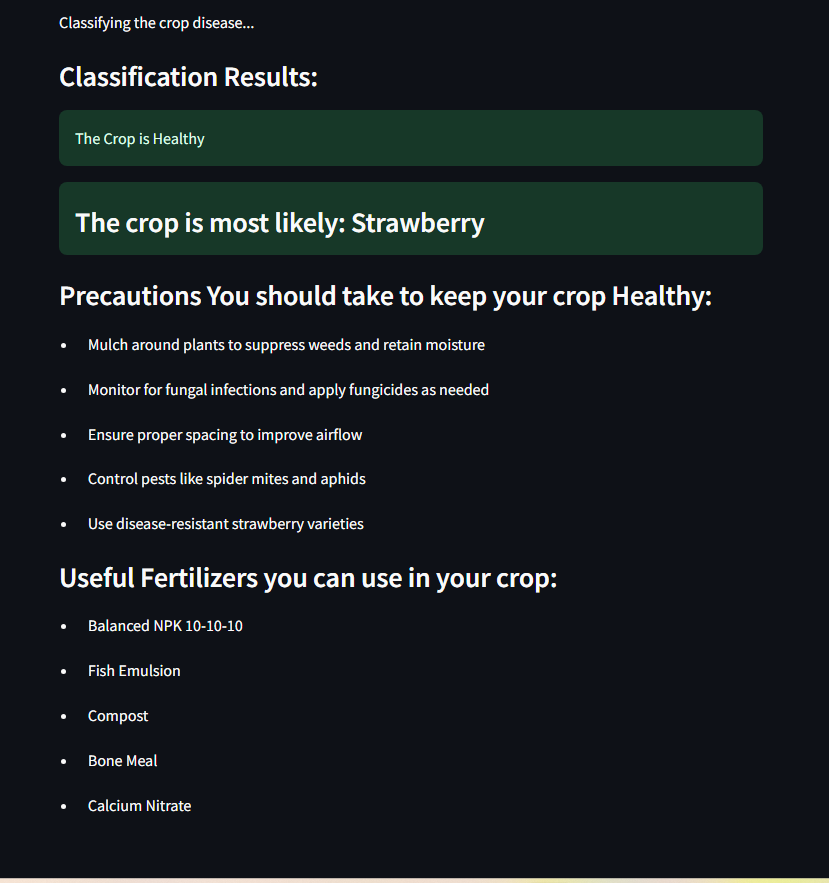 Classifying the crop disease...
Classification Results:
The Crop is Healthy
The crop is most likely: Strawberry
Precautions You should take to keep your crop Healthy:
• Mulch around plants to suppress weeds and retain moisture
• Monitor for fungal infections and apply fungicides as needed
• Ensure proper spacing to improve airflow
• Control pests like spider mites and aphids
• Use disease-resistant strawberry varieties
Useful Fertilizers you can use in your crop:
• Balanced NPK 10-10-10
• Fish Emulsion
• Compost
• Bone Meal
• Calcium Nitrate